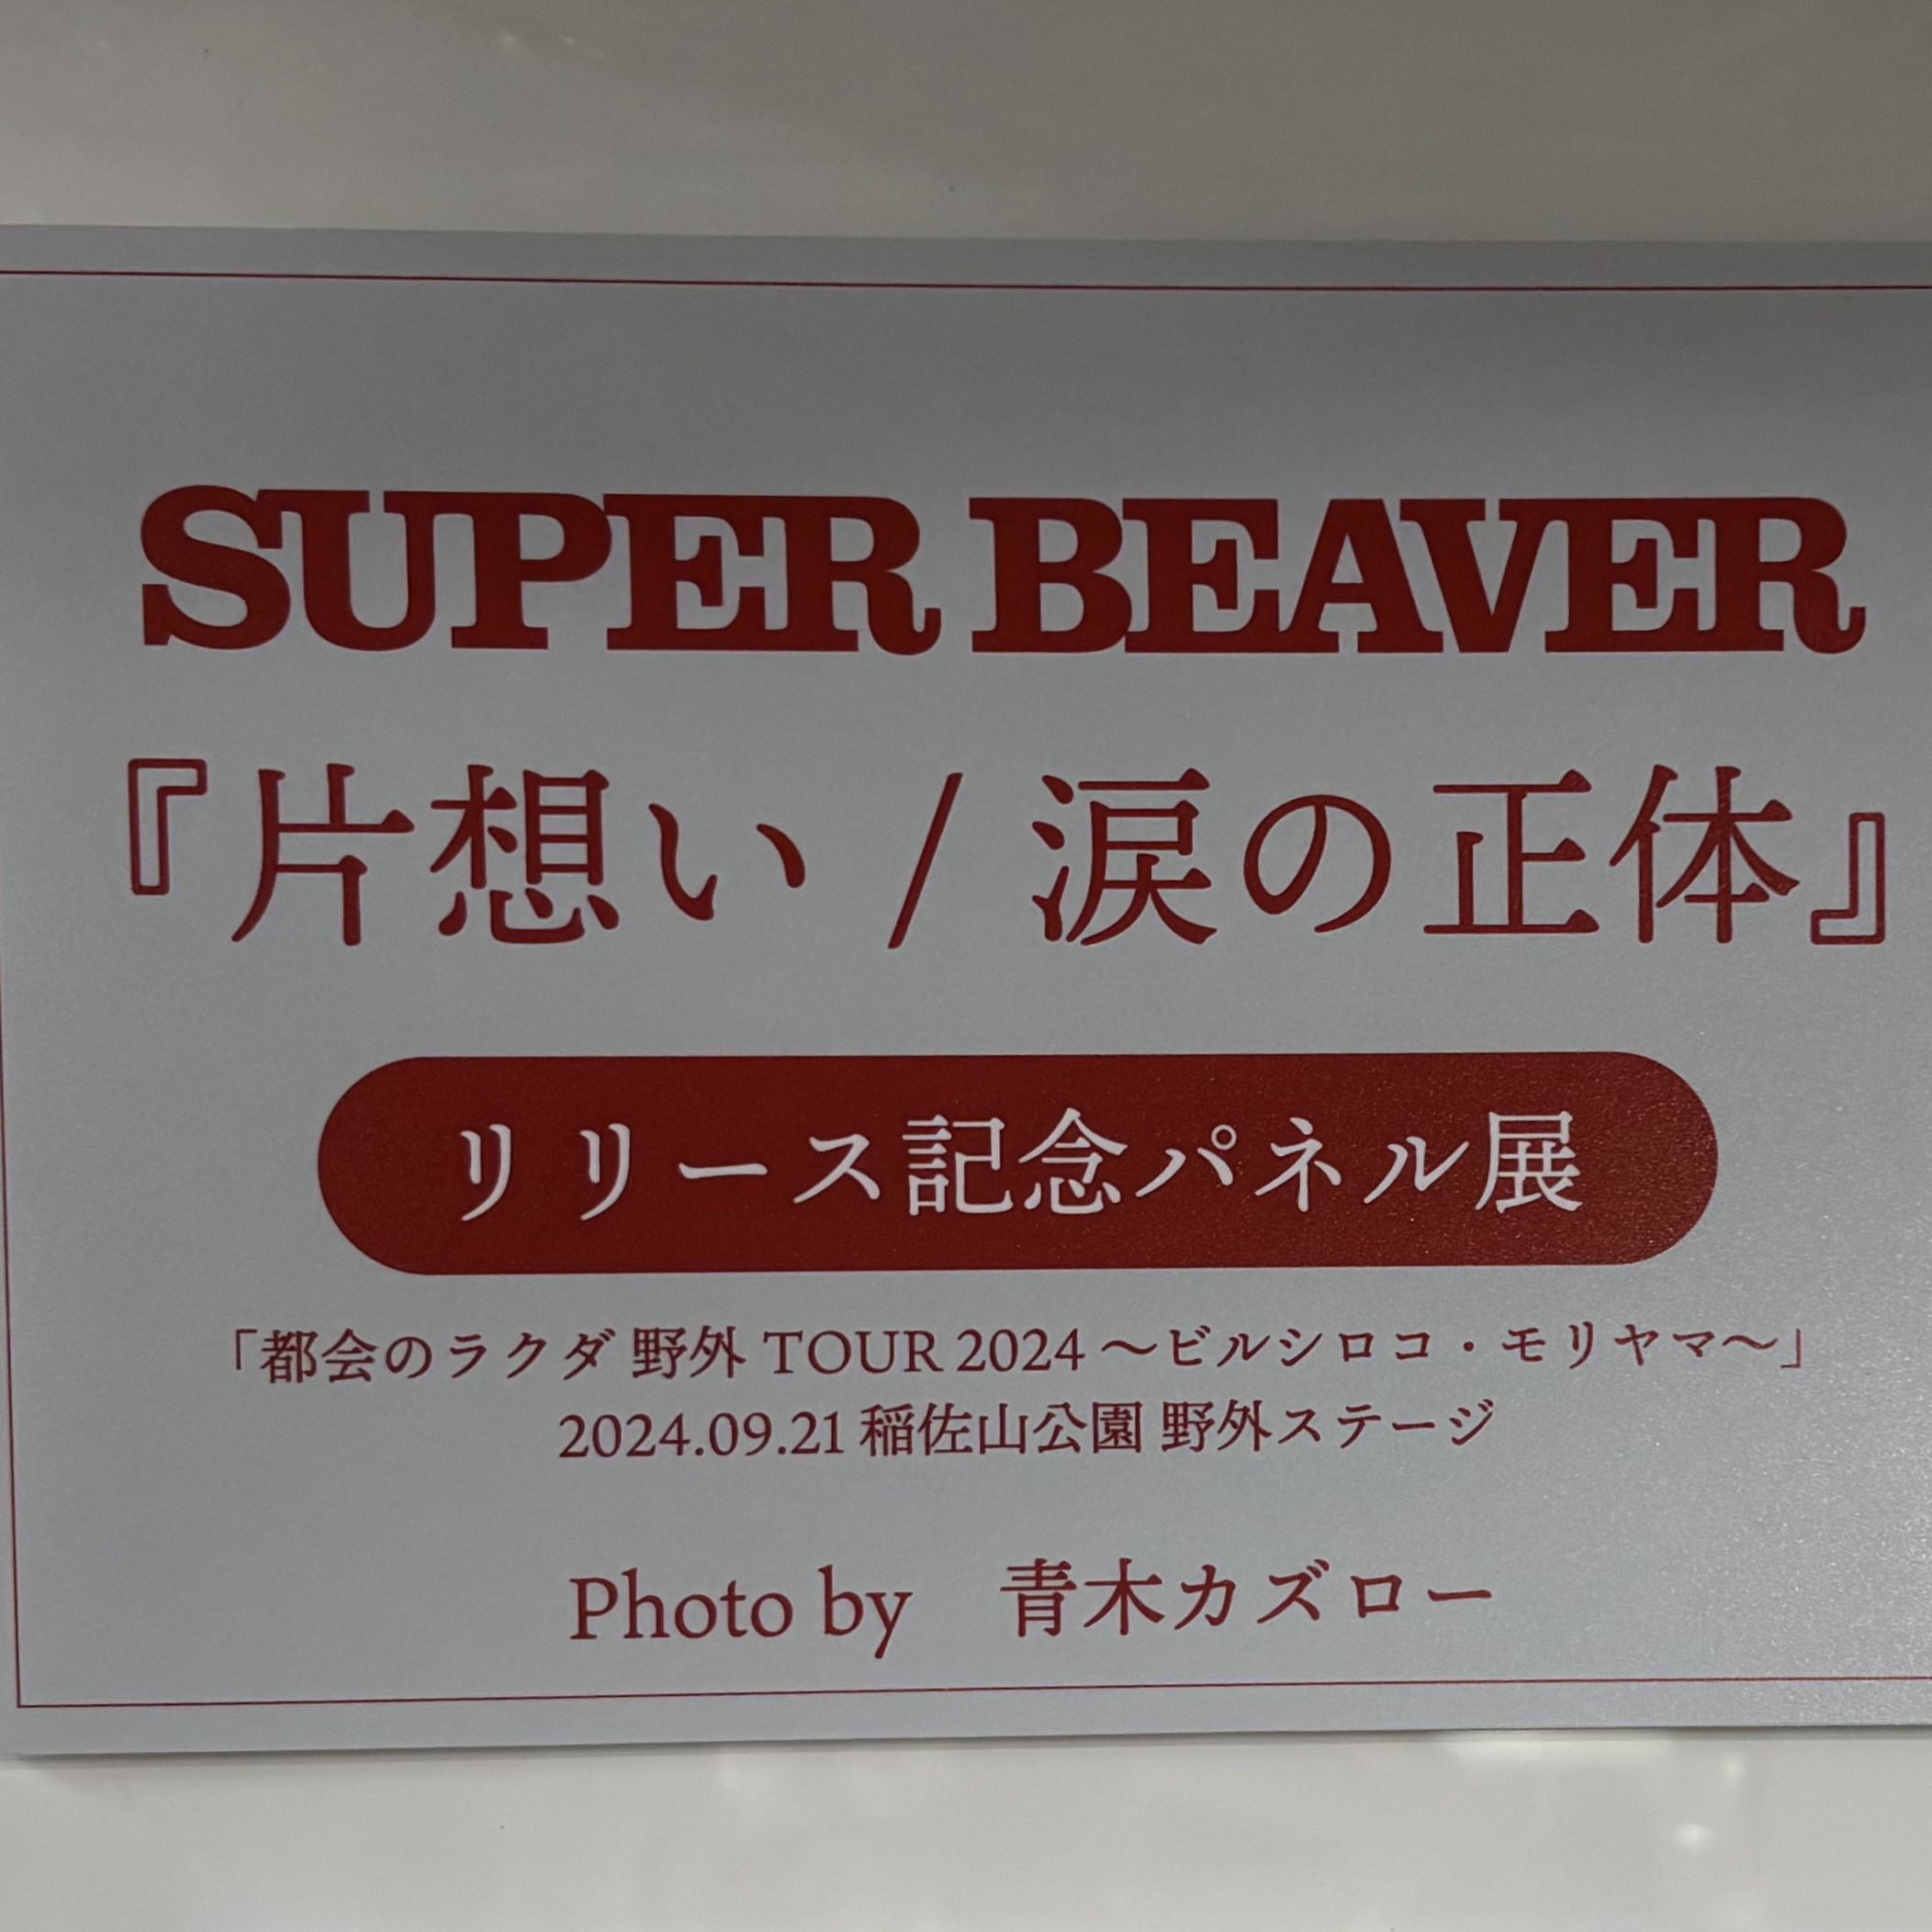 SUPER BEAVER
『片想い / 涙の正体』
リリース記念パネル展
「都会のラクダ 野外 TOUR 2024 〜ビルシロコ・モリヤマ〜」
2024.09.21 稲佐山公園 野外ステージ
Photo by　青木カズロー